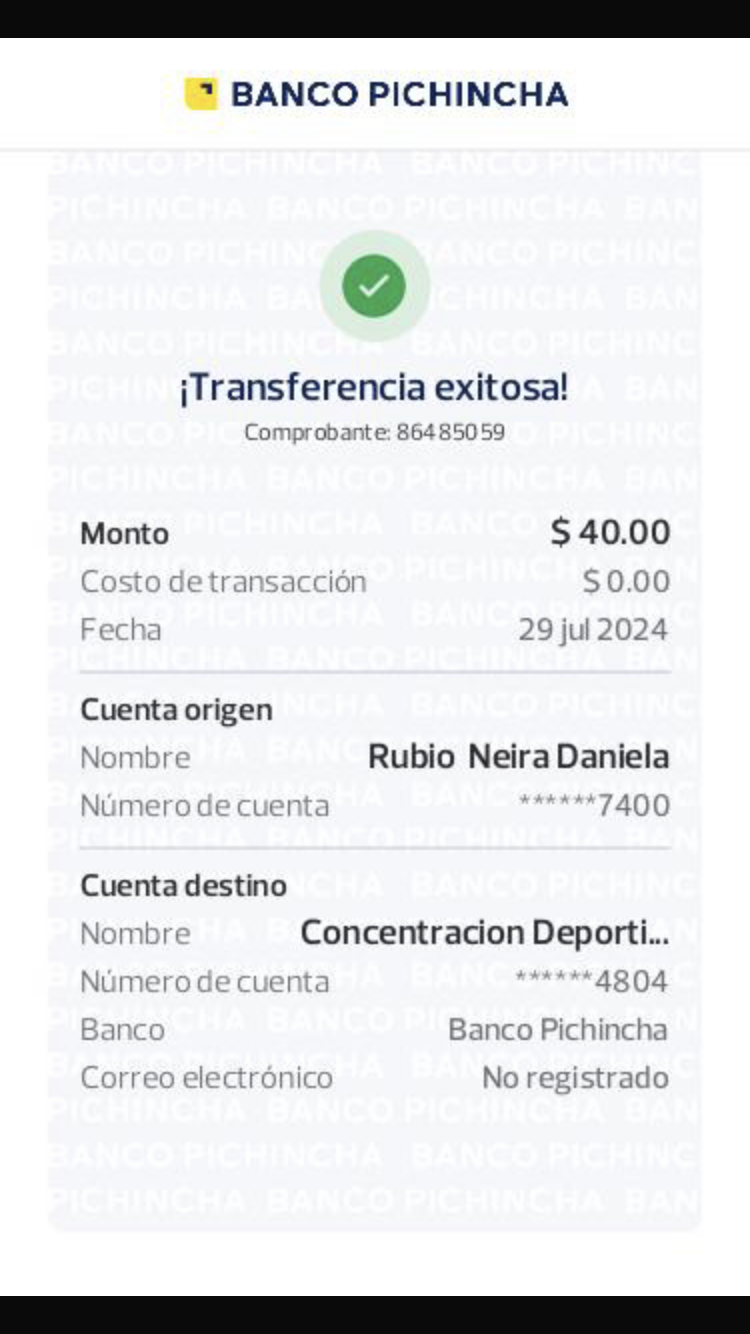 BANCO PICHINCHA
¡Transferencia exitosa!
Comprobante: 86485059
Monto $ 40.00
Costo de transacción $ 0.00
Fecha 29 jul 2024
Cuenta origen
Nombre Rubio Neira Daniela
Número de cuenta ******7400
Cuenta destino
Nombre Concentracion Deporti...
Número de cuenta ******4804
Banco Banco Pichincha
Correo electrónico No registrado